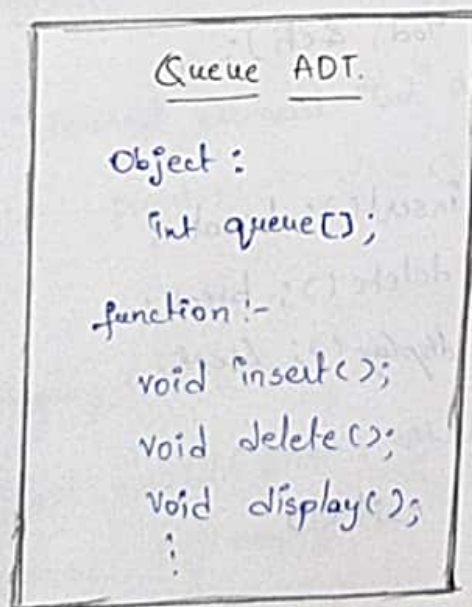 Queue ADT.
Object :
int queue[];
function :-
void insert();
void delete();
void display();
: